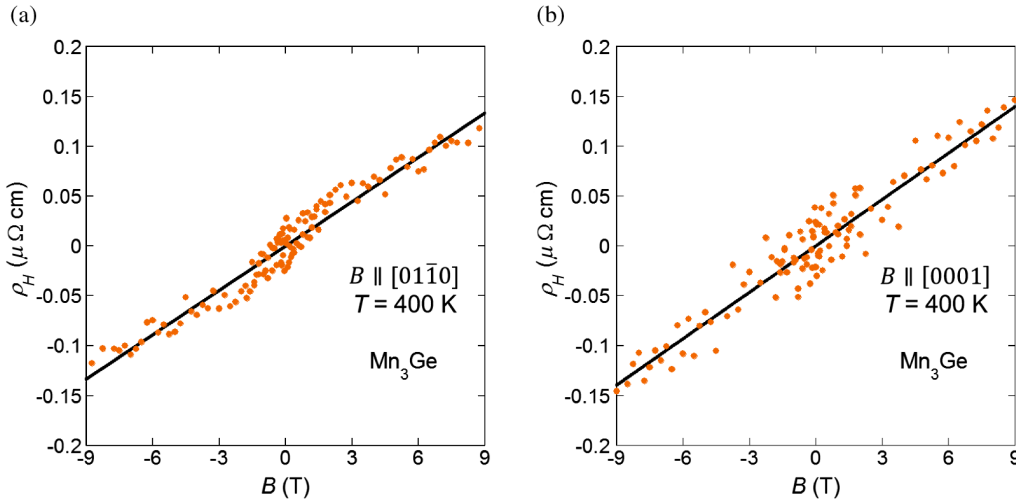 (a)
0.2
0.15
0.1
0.05
0
-0.05
-0.1
-0.15
-0.2
ρH (μ Ω cm)
B ∥ [011̄0]
T = 400 K
Mn3Ge
-9 -6 -3 0 3 6 9
B (T)
(b)
0.2
0.15
0.1
0.05
0
-0.05
-0.1
-0.15
-0.2
ρH (μ Ω cm)
B ∥ [0001]
T = 400 K
Mn3Ge
-9 -6 -3 0 3 6 9
B (T)